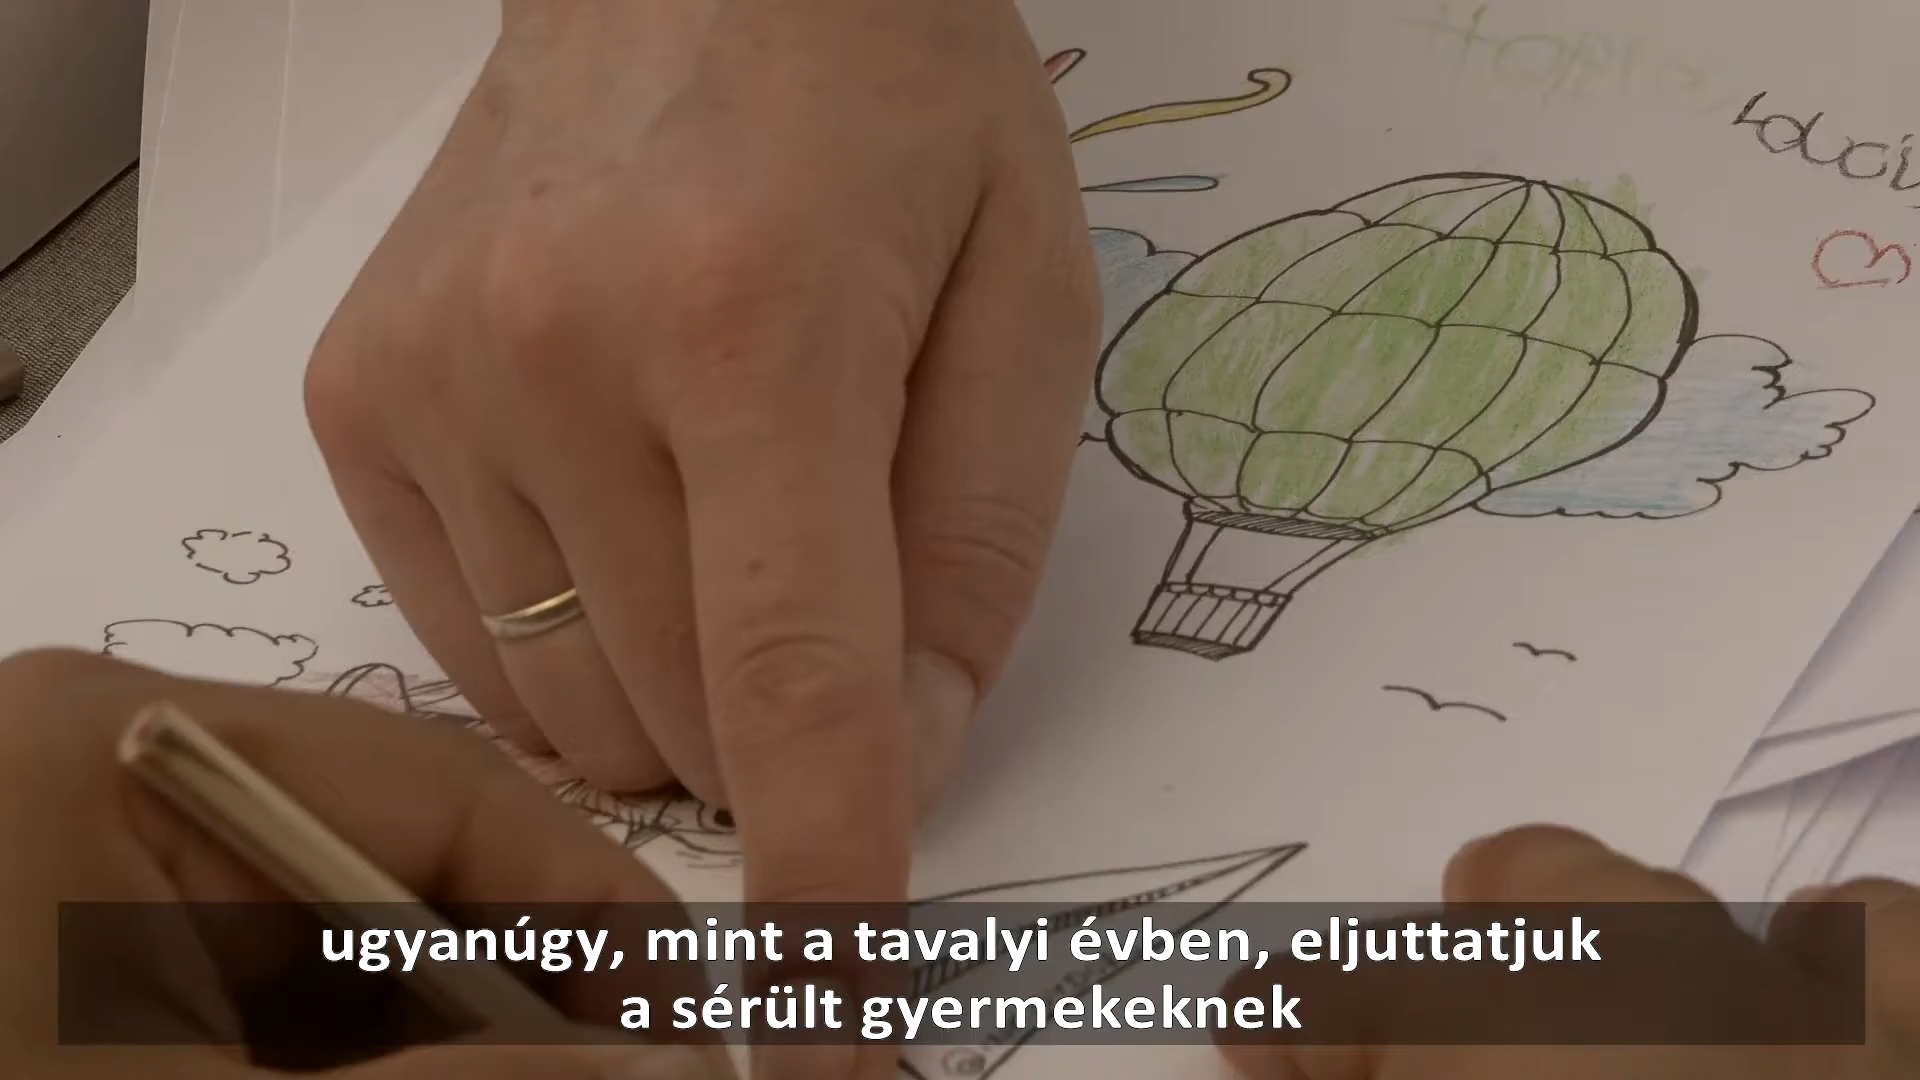 ugyanúgy, mint a tavalyi évben, eljuttatjuk
a sérült gyermekeknek